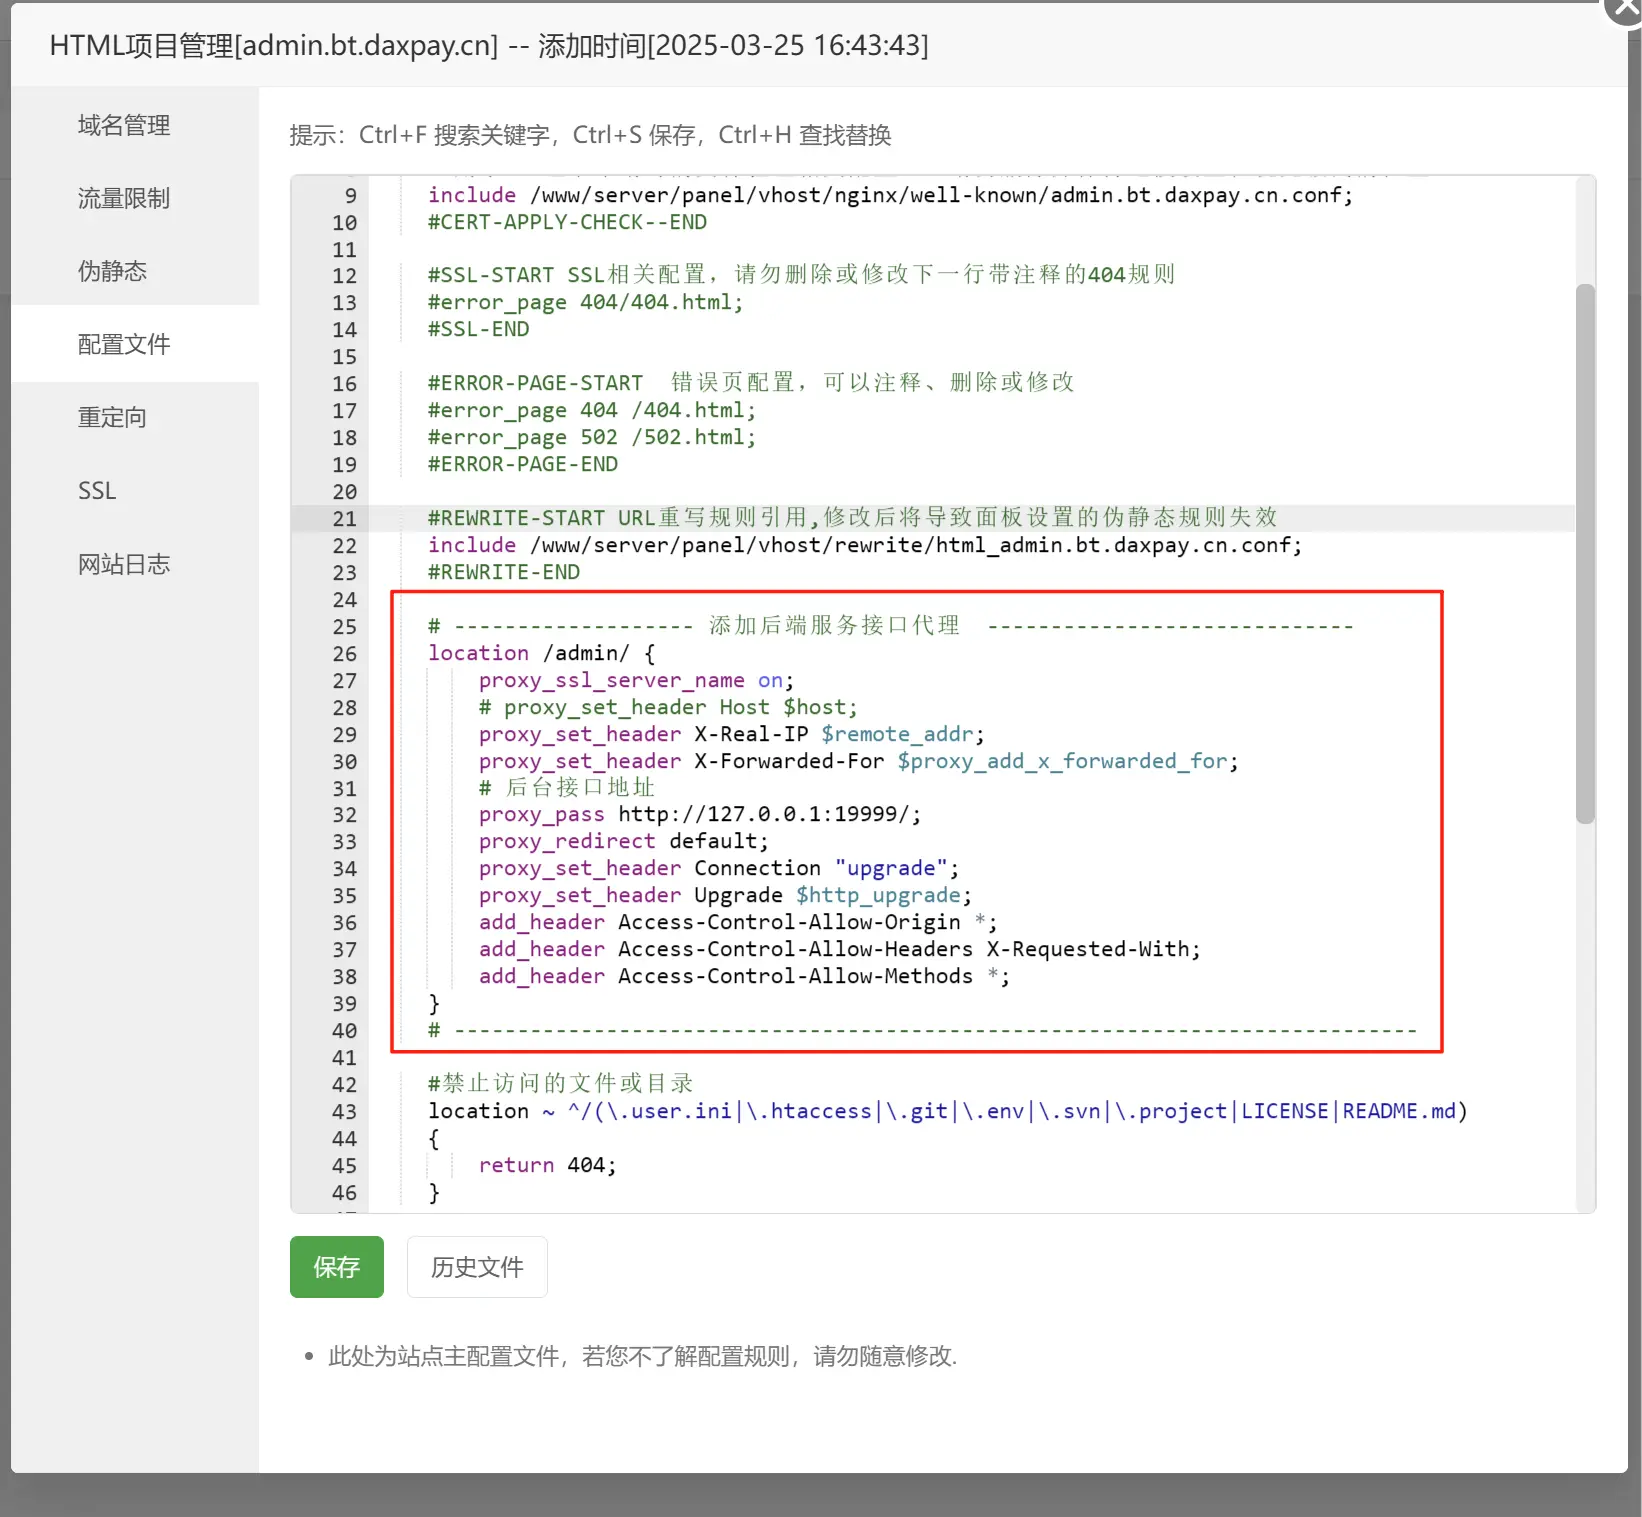 HTML项目管理[admin.bt.daxpay.cn] -- 添加时间[2025-03-25 16:43:43]
域名管理
流量限制
伪静态
配置文件
重定向
SSL
网站日志
提示：Ctrl+F 搜索关键字，Ctrl+S 保存，Ctrl+H 查找替换
9 include /www/server/panel/vhost/nginx/well-known/admin.bt.daxpay.cn.conf;
10 #CERT-APPLY-CHECK--END
11
12 #SSL-START SSL相关配置，请勿删除或修改下一行带注释的404规则
13 #error_page 404/404.html;
14 #SSL-END
15
16 #ERROR-PAGE-START  错误页配置，可以注释、删除或修改
17 #error_page 404 /404.html;
18 #error_page 502 /502.html;
19 #ERROR-PAGE-END
20
21 #REWRITE-START URL重写规则引用,修改后将导致面板设置的伪静态规则失效
22 include /www/server/panel/vhost/rewrite/html_admin.bt.daxpay.cn.conf;
23 #REWRITE-END
24
25 # ------------------- 添加后端服务接口代理  -----------------------------
26 location /admin/ {
27     proxy_ssl_server_name on;
28     # proxy_set_header Host $host;
29     proxy_set_header X-Real-IP $remote_addr;
30     proxy_set_header X-Forwarded-For $proxy_add_x_forwarded_for;
31     # 后台接口地址
32     proxy_pass http://127.0.0.1:19999/;
33     proxy_redirect default;
34     proxy_set_header Connection "upgrade";
35     proxy_set_header Upgrade $http_upgrade;
36     add_header Access-Control-Allow-Origin *;
37     add_header Access-Control-Allow-Headers X-Requested-With;
38     add_header Access-Control-Allow-Methods *;
39 }
40 # ----------------------------------------------------------------------------
41
42 #禁止访问的文件或目录
43 location ~ ^/(\.user.ini|\.htaccess|\.git|\.env|\.svn|\.project|LICENSE|README.md)
44 {
45     return 404;
46 }
保存
历史文件
• 此处为站点主配置文件，若您不了解配置规则，请勿随意修改.